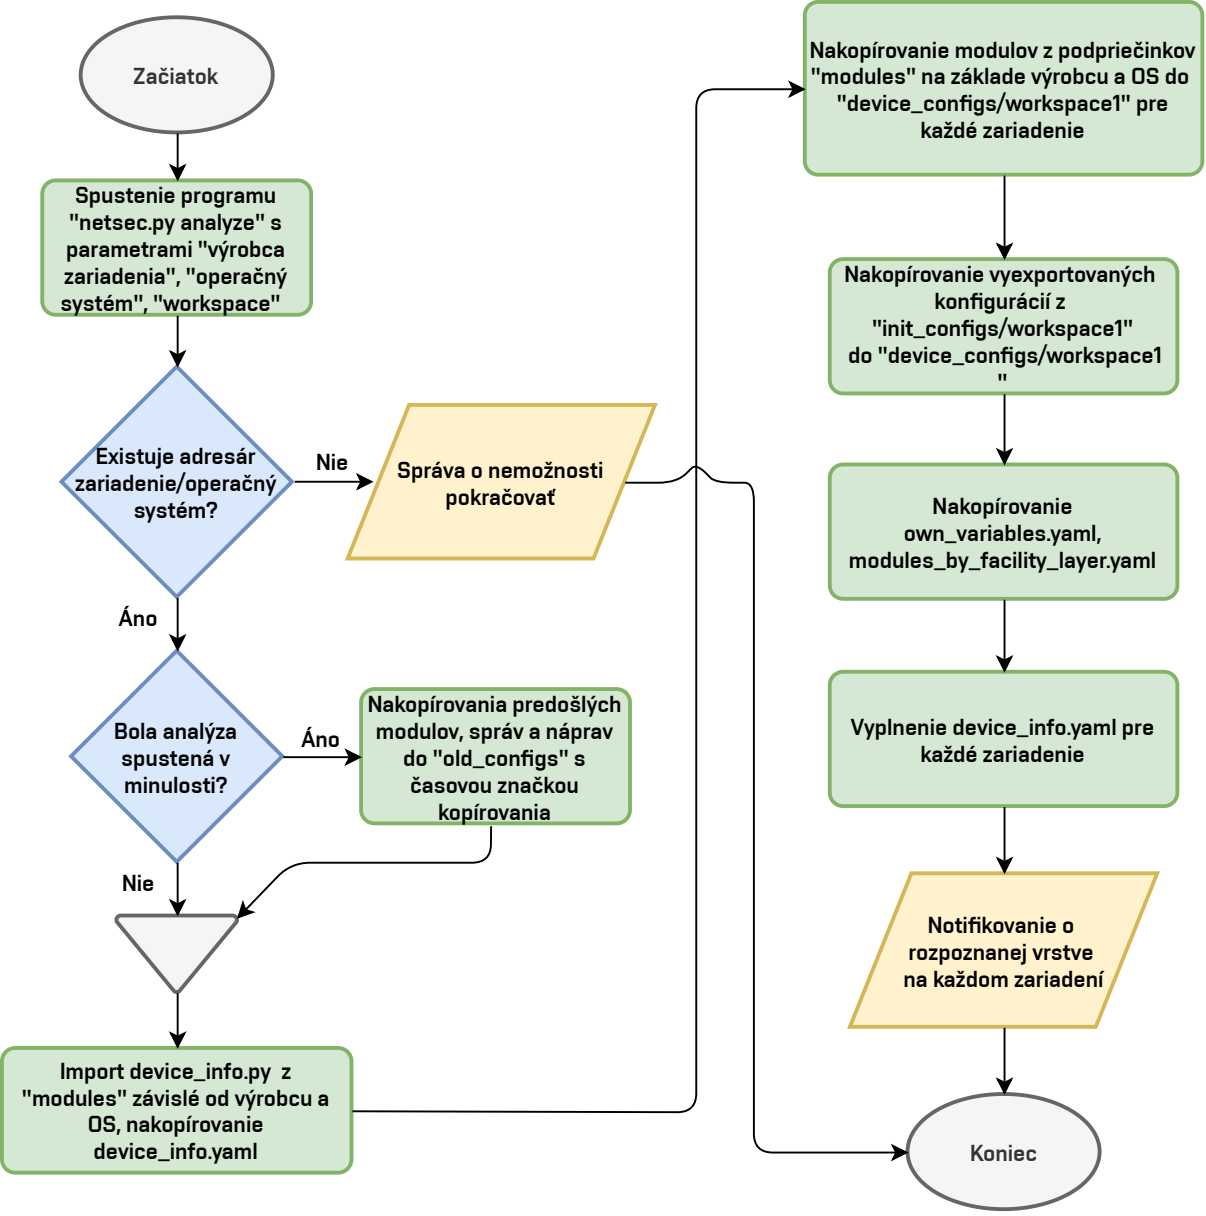 Začiatok
Spustenie programu
"netsec.py analyze" s
parametrami "výrobca
zariadenia", "operačný
systém", "workspace"
Existuje adresár
zariadenie/operačný
systém?
Nie
Správa o nemožnosti
pokračovať
Áno
Bola analýza
spustená v
minulosti?
Áno
Nakopírovania predošlých
modulov, správ a náprav
do "old_configs" s
časovou značkou
kopírovania
Nie
Import device_info.py z
"modules" závislé od výrobcu a
OS, nakopírovanie
device_info.yaml
Nakopírovanie modulov z podpriečinkov
"modules" na základe výrobcu a OS do
"device_configs/workspace1" pre
každé zariadenie
Nakopírovanie vyexportovaných
konfigurácií z
"init_configs/workspace1"
do "device_configs/workspace1
"
Nakopírovanie
own_variables.yaml,
modules_by_facility_layer.yaml
Vyplnenie device_info.yaml pre
každé zariadenie
Notifikovanie o
rozpoznanej vrstve
na každom zariadení
Koniec